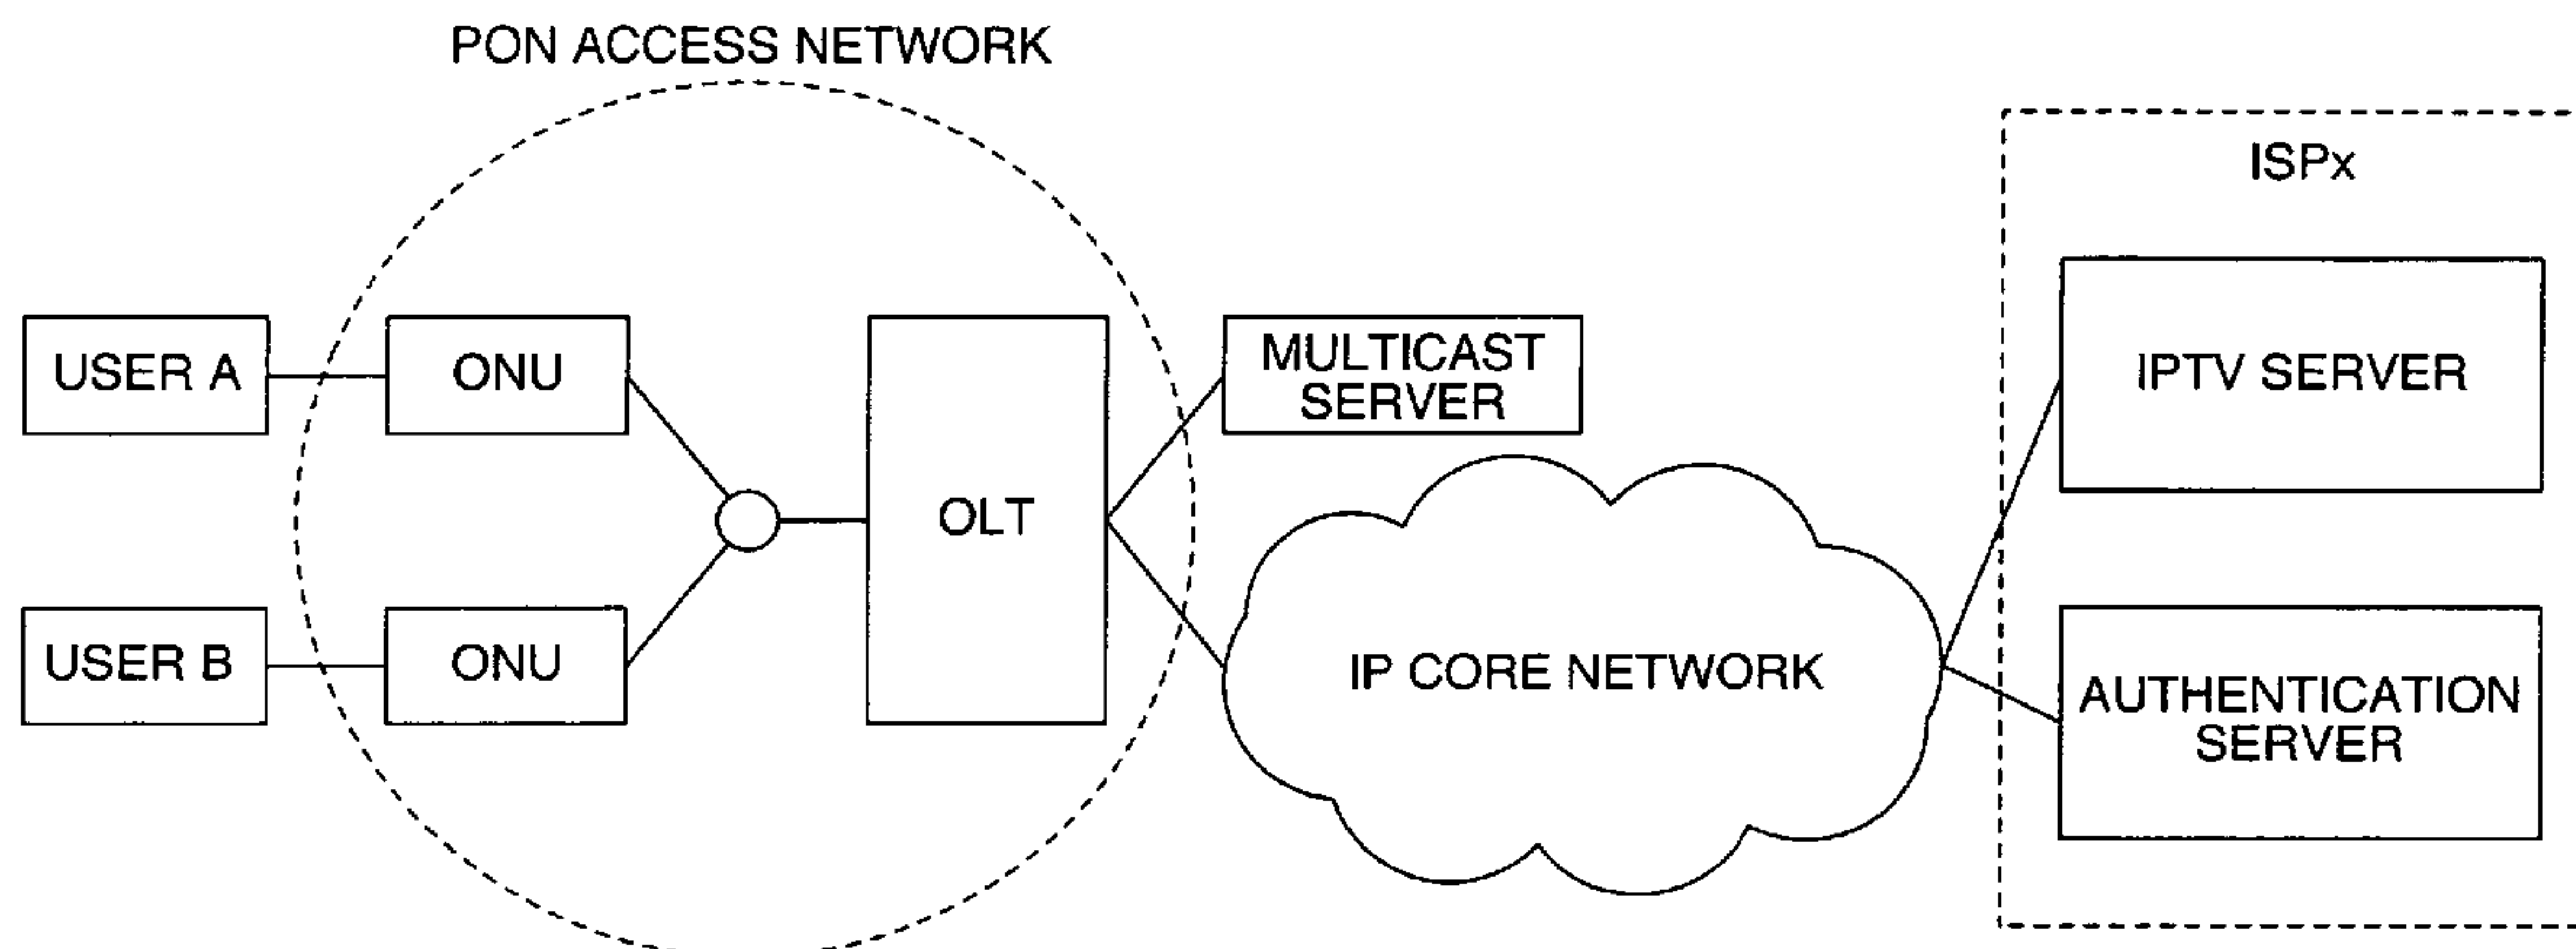 PON ACCESS NETWORK
ISPx
USER A
ONU
MULTICAST
SERVER
IPTV SERVER
OLT
USER B
ONU
IP CORE NETWORK
AUTHENTICATION
SERVER